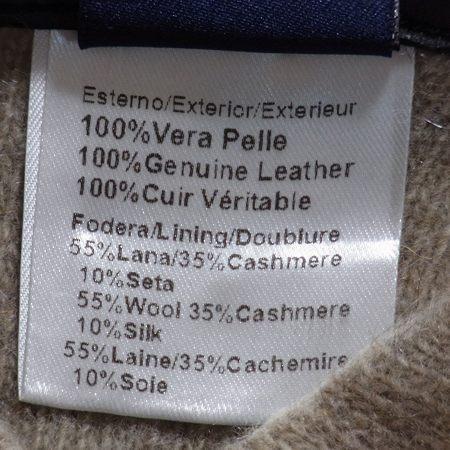 Esterno/Exterior/Exterieur
100%Vera Pelle
100%Genuine Leather
100%Cuir Véritable
Fodera/Lining/Doublure
55%Lana/35%Cashmere
10%Seta
55%Wool 35%Cashmere
10%Silk
55%Laine/35%Cachemire
10%Soie